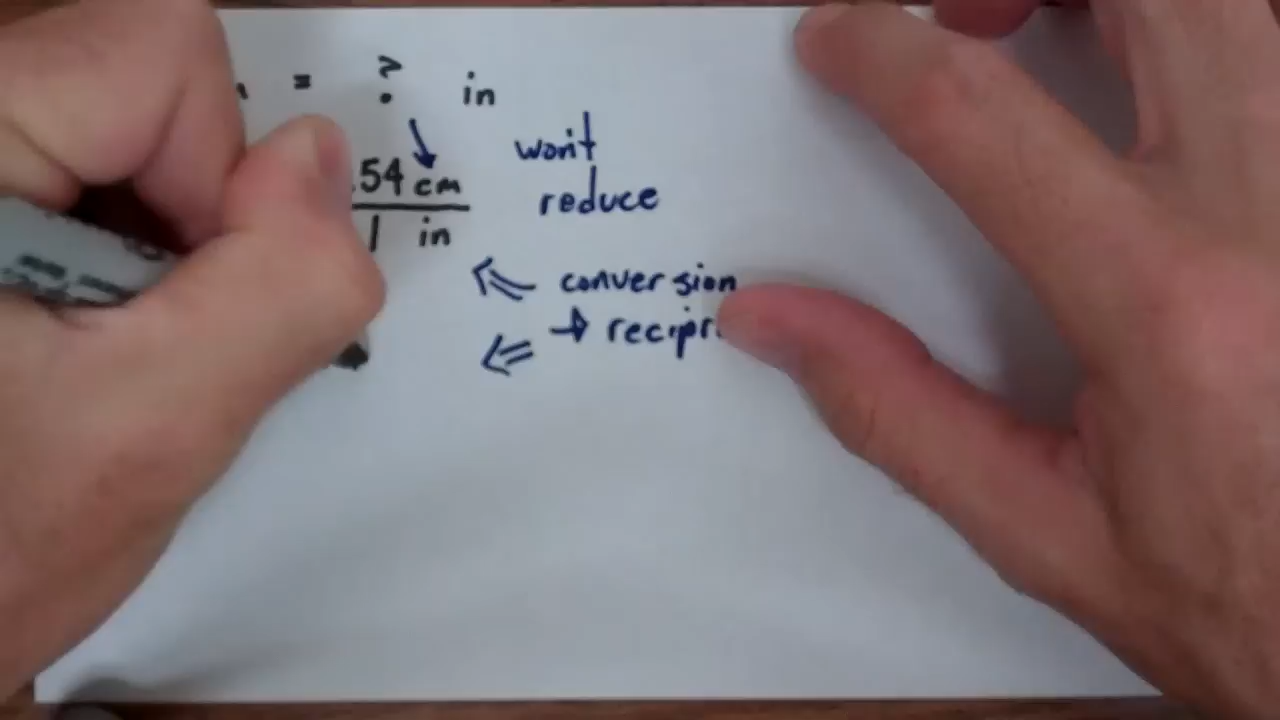 = ? in
.54 cm
1 in
won't
reduce
⇐ conversion
⇐ → recipr